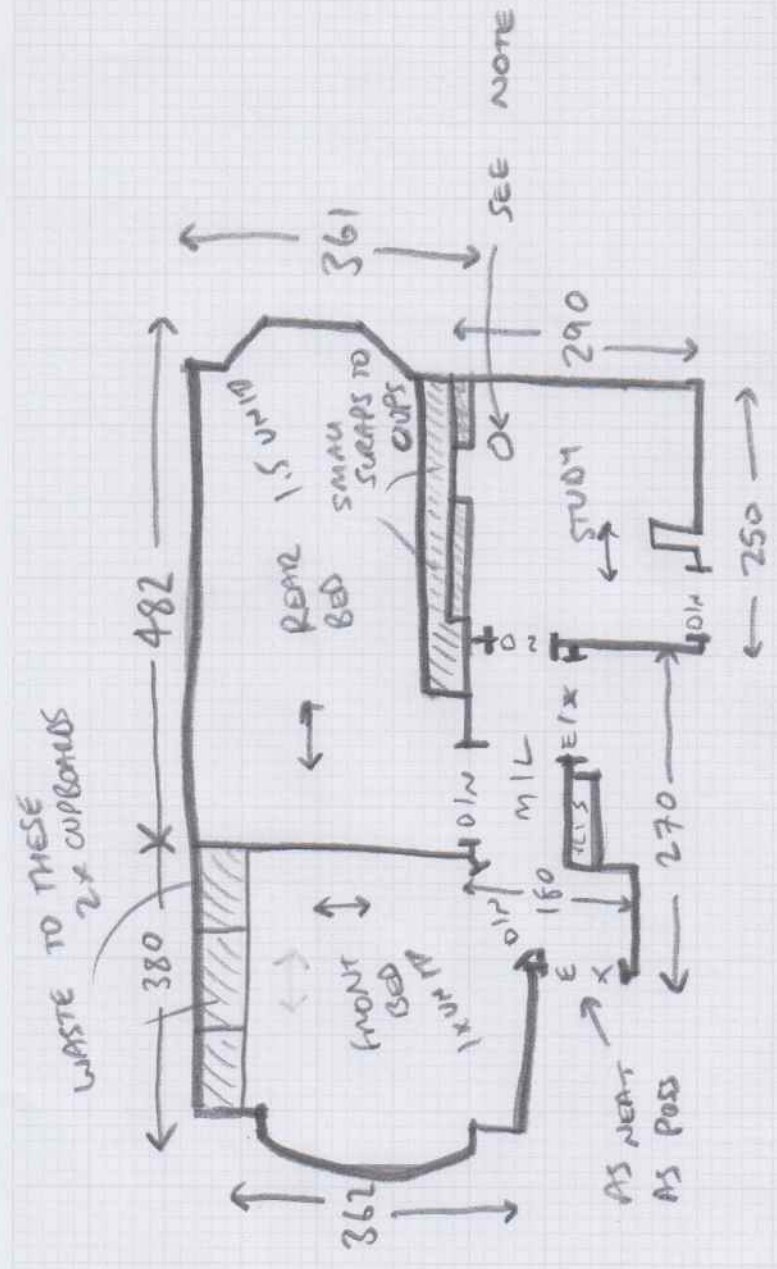 WASTE TO THESE
2X CUPBOARDS
380
X
482
361
SEE NOTE
REAR
BED
1.5
SMALL
SCRAPS TO
CUPS
362
FRONT
BED
1X
D/N
D/N
M/L
160
E/X
E X
AS NEAT
AS POSS
270
STUDY
290
D/N
250